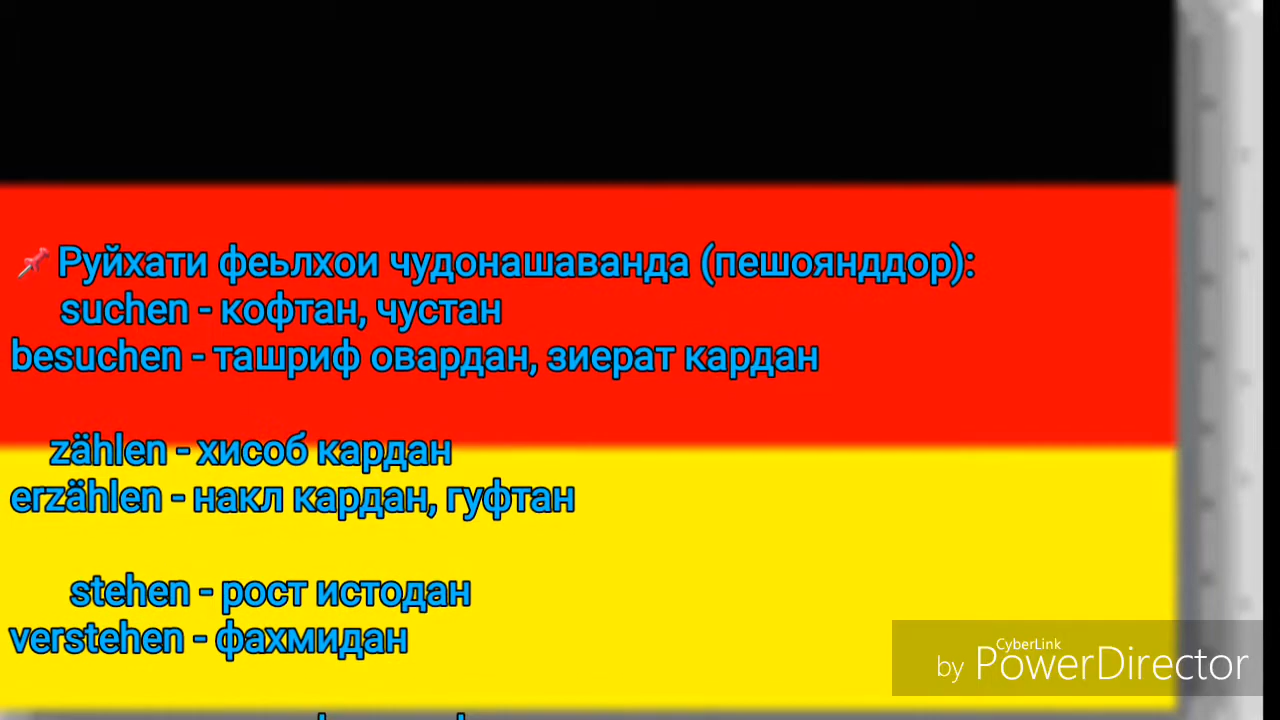 📌Руйхати феьлхои чудонашаванда (пешоянддор):
suchen - кофтан, чустан
besuchen - ташриф овардан, зиерат кардан
zählen - хисоб кардан
erzählen - накл кардан, гуфтан
stehen - рост истодан
verstehen - фахмидан
CyberLink
by PowerDirector